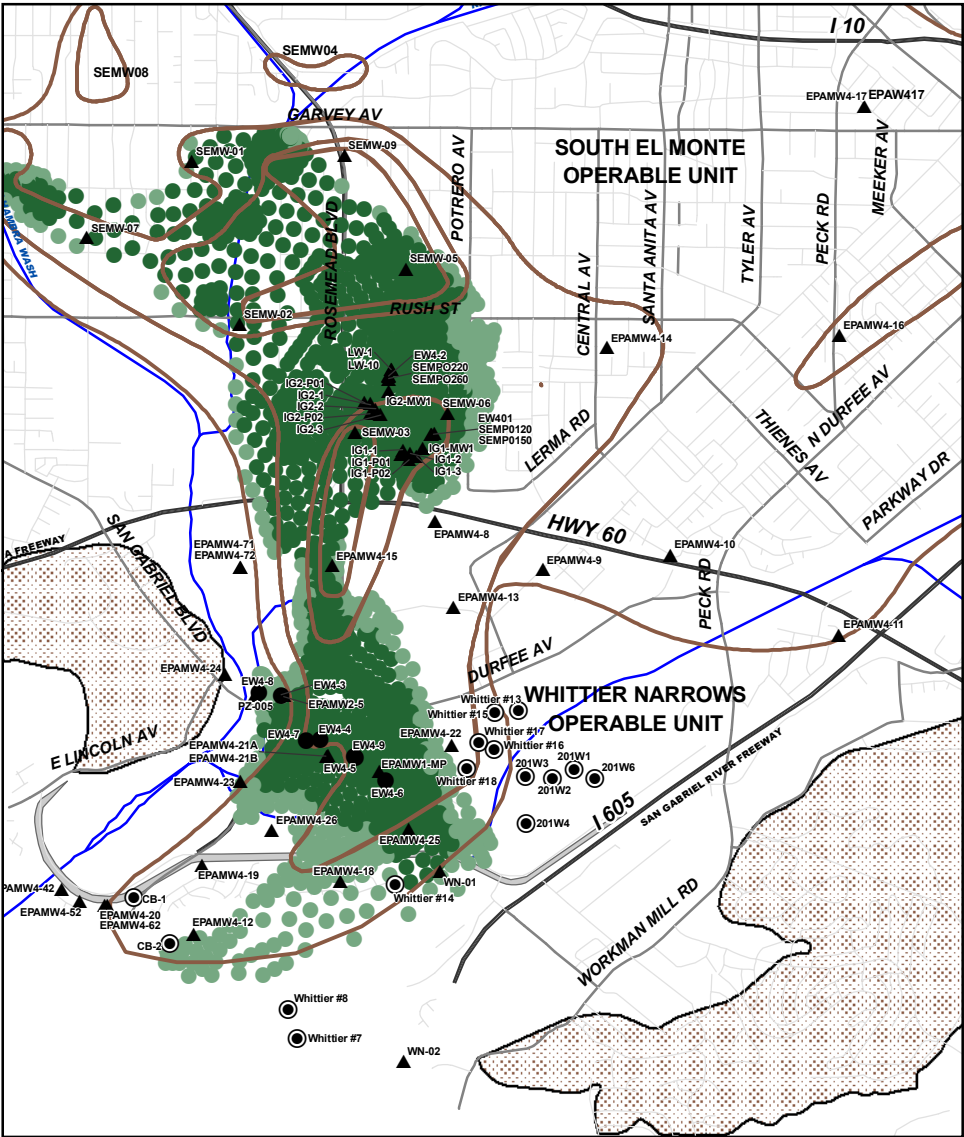 I 10
SEMW04
SEMW08
EPAMW4-17
EPAW417
GARVEY AV
SEMW-01
SEMW-09
SOUTH EL MONTE
OPERABLE UNIT
POTRERO AV
MEEKER AV
SANTA ANITA AV
TYLER AV
PECK RD
SEMW-07
ROSEMEAD BLVD
SEMW-05
CENTRAL AV
RUSH ST
SEMW-02
EPAMW4-16
EPAMW4-14
LW-1
LW-10
EW4-2
SEMPO220
SEMPO260
IG2-P01
IG2-1
IG2-2
IG2-P02
IG2-3
IG2-MW1
SEMW-06
EW401
SEMP0120
SEMP0150
SEMW-03
IG1-1
IG1-P01
IG1-P02
IG1-MW1
IG1-2
IG1-3
LERMA RD
THIENES AV
N DURFEE AV
PARKWAY DR
SAN GABRIEL BLVD
A FREEWAY
EPAMW4-8
HWY 60
EPAMW4-71
EPAMW4-72
EPAMW4-15
EPAMW4-9
EPAMW4-10
EPAMW4-13
PECK RD
EPAMW4-11
DURFEE AV
EPAMW4-24
EW4-8
PZ-005
EW4-3
EPAMW2-5
WHITTIER NARROWS
OPERABLE UNIT
Whittier #13
Whittier #15
Whittier #17
Whittier #16
Whittier #18
E LINCOLN AV
EW4-7
EW4-4
EPAMW4-21A
EPAMW4-21B
EW4-9
EW4-5
EPAMW4-22
EPAMW1-MP
EW4-6
EPAMW4-23
201W3
201W1
201W6
201W2
201W4
I 605
SAN GABRIEL RIVER FREEWAY
EPAMW4-26
EPAMW4-25
EPAMW4-19
EPAMW4-18
WN-01
Whittier #14
PAMW4-42
EPAMW4-52
CB-1
EPAMW4-20
EPAMW4-62
EPAMW4-12
CB-2
WORKMAN MILL RD
Whittier #8
Whittier #7
WN-02